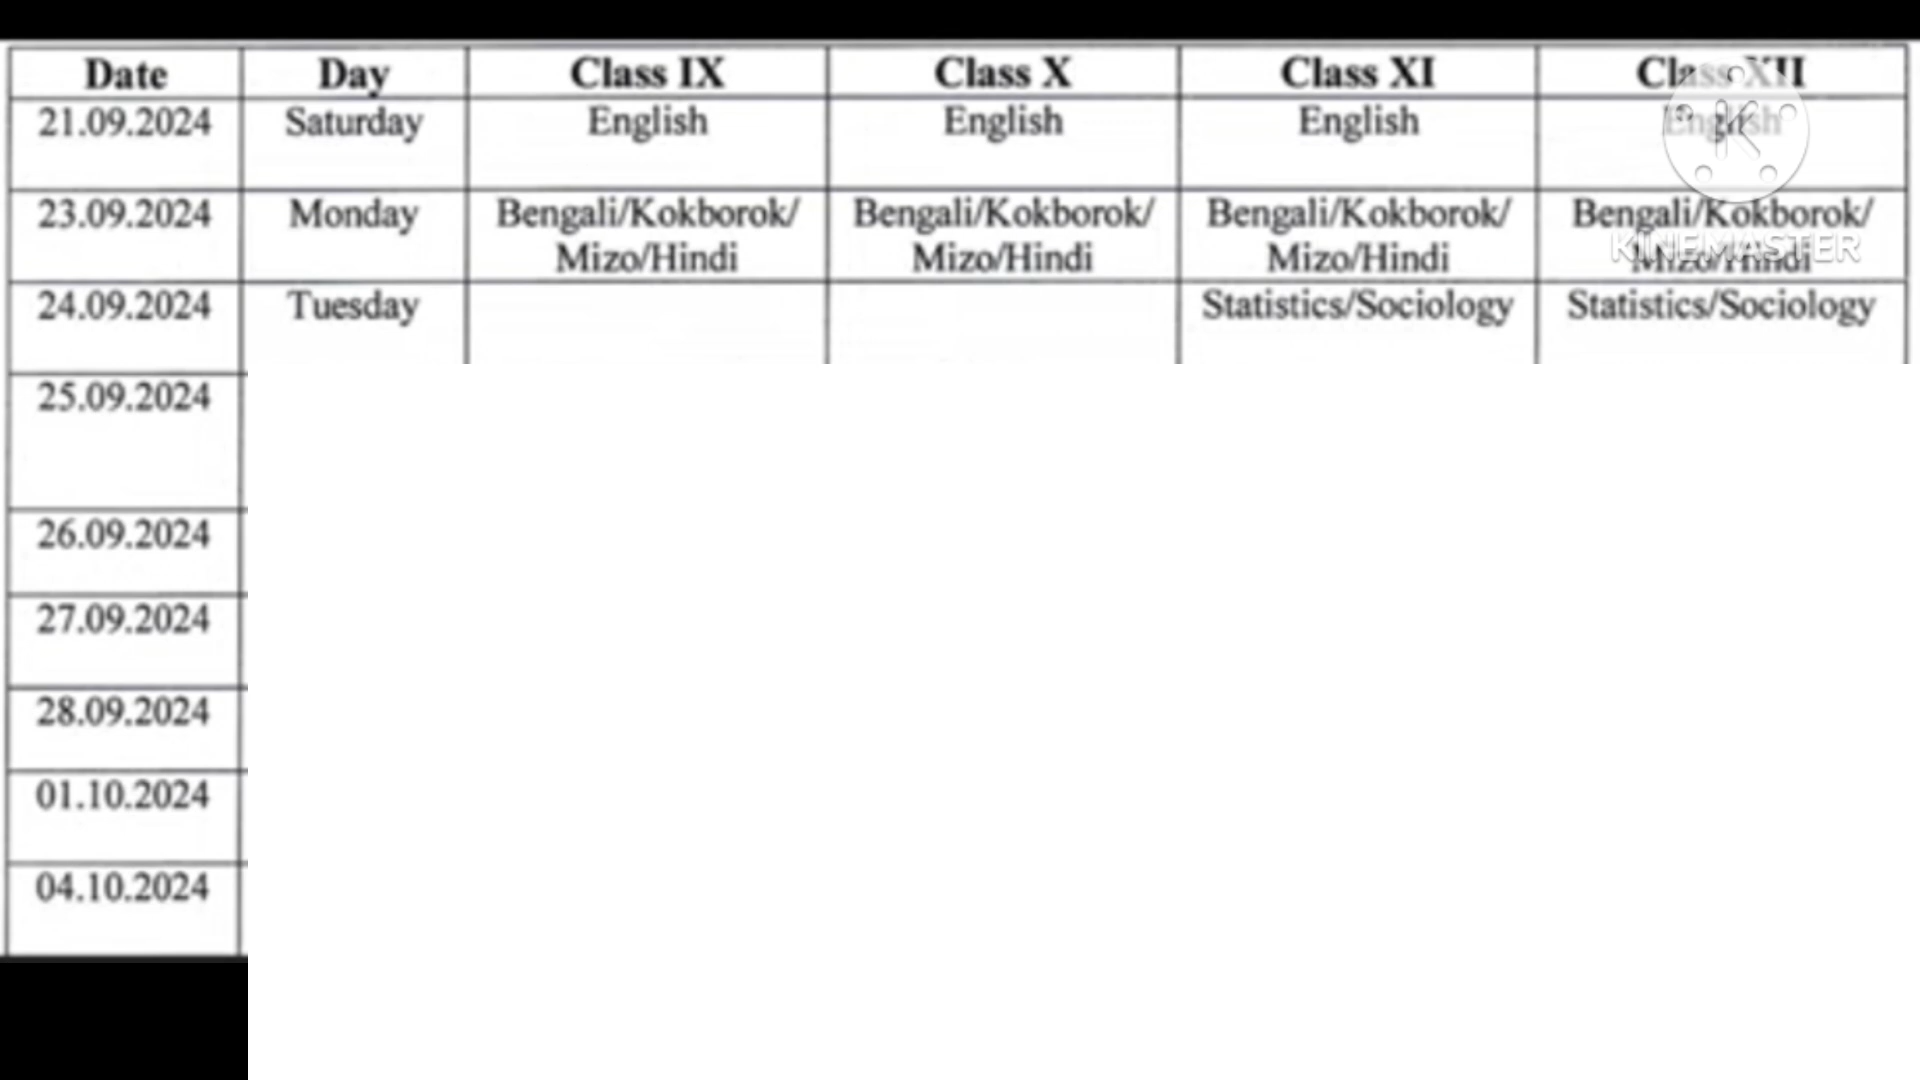 Date Day Class IX Class X Class XI Class XII
21.09.2024 Saturday English English English English
23.09.2024 Monday Bengali/Kokborok/ Bengali/Kokborok/ Bengali/Kokborok/ Bengali/Kokborok/
Mizo/Hindi Mizo/Hindi Mizo/Hindi Mizo/Hindi
KINEMASTER
24.09.2024 Tuesday Statistics/Sociology Statistics/Sociology
25.09.2024
26.09.2024
27.09.2024
28.09.2024
01.10.2024
04.10.2024